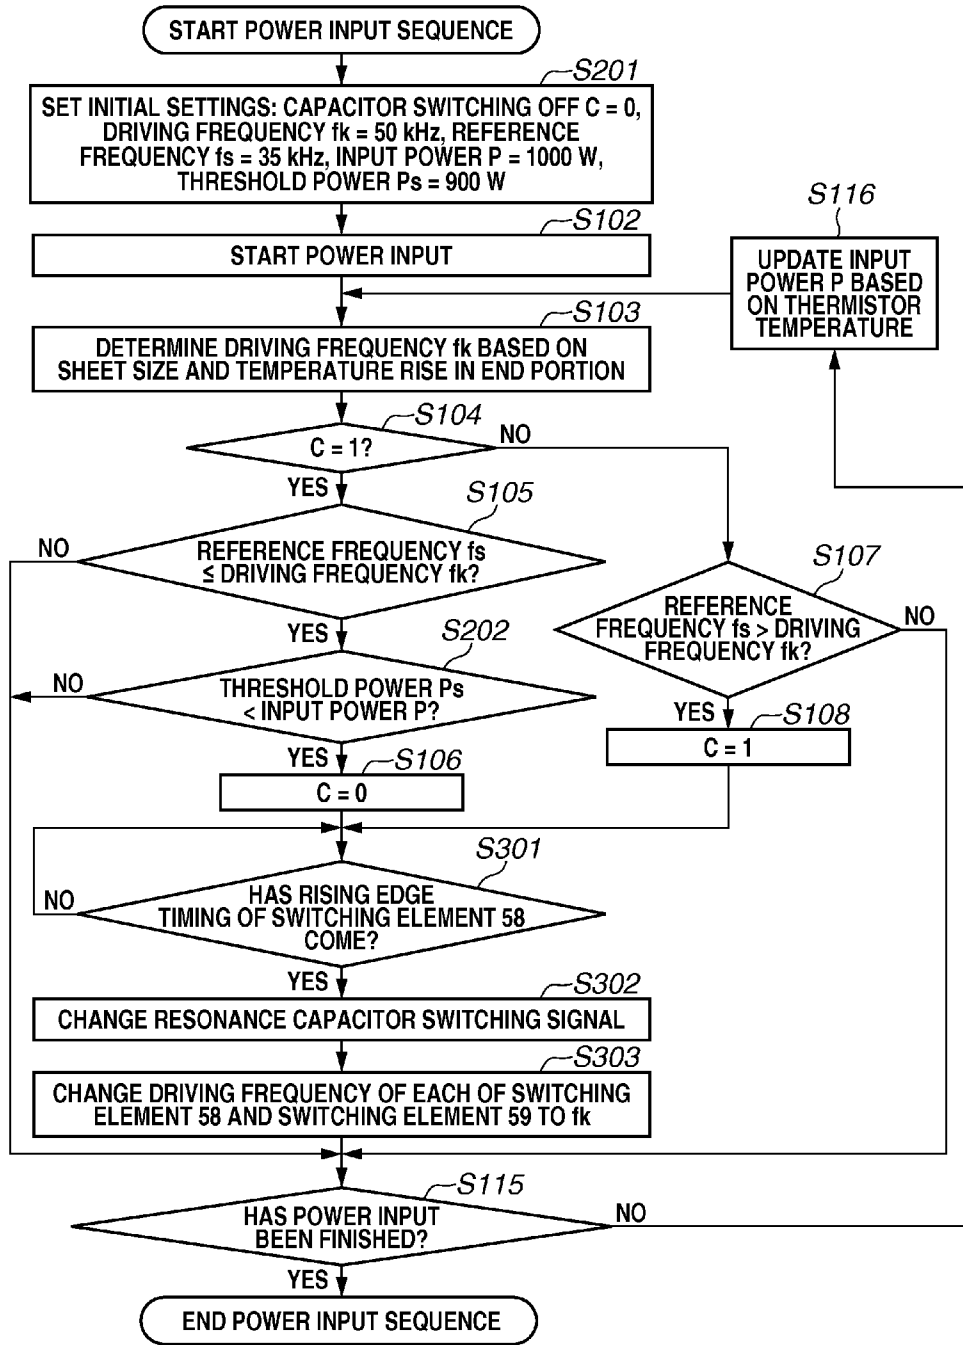 START POWER INPUT SEQUENCE
S201
SET INITIAL SETTINGS: CAPACITOR SWITCHING OFF C = 0,
DRIVING FREQUENCY fk = 50 kHz, REFERENCE
FREQUENCY fs = 35 kHz, INPUT POWER P = 1000 W,
THRESHOLD POWER Ps = 900 W
S102
START POWER INPUT
S116
UPDATE INPUT
POWER P BASED
ON THERMISTOR
TEMPERATURE
S103
DETERMINE DRIVING FREQUENCY fk BASED ON
SHEET SIZE AND TEMPERATURE RISE IN END PORTION
S104
C = 1?
NO
YES
S105
REFERENCE FREQUENCY fs
≤ DRIVING FREQUENCY fk?
NO
YES
S107
REFERENCE
FREQUENCY fs > DRIVING
FREQUENCY fk?
NO
YES
S202
THRESHOLD POWER Ps
< INPUT POWER P?
NO
YES
S108
C = 1
S106
C = 0
S301
HAS RISING EDGE
TIMING OF SWITCHING ELEMENT 58
COME?
NO
YES
S302
CHANGE RESONANCE CAPACITOR SWITCHING SIGNAL
S303
CHANGE DRIVING FREQUENCY OF EACH OF SWITCHING
ELEMENT 58 AND SWITCHING ELEMENT 59 TO fk
S115
HAS POWER INPUT
BEEN FINISHED?
NO
YES
END POWER INPUT SEQUENCE